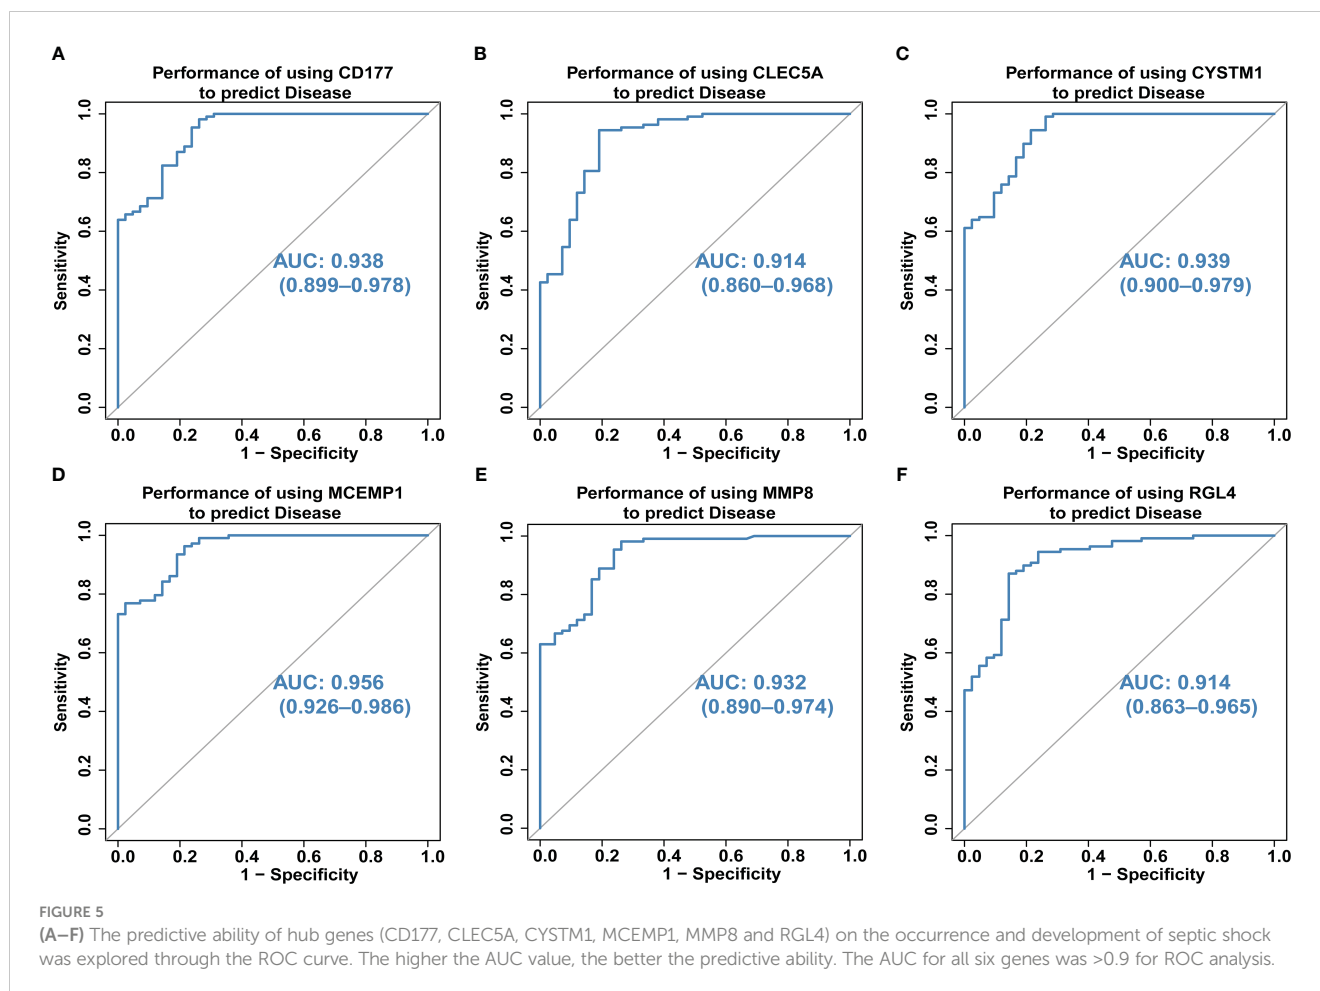 A
Performance of using CD177
to predict Disease
Sensitivity
1.0
0.8
0.6
0.4
0.2
0.0
AUC: 0.938
(0.899–0.978)
0.0 0.2 0.4 0.6 0.8 1.0
1 − Specificity
B
Performance of using CLEC5A
to predict Disease
Sensitivity
1.0
0.8
0.6
0.4
0.2
0.0
AUC: 0.914
(0.860–0.968)
0.0 0.2 0.4 0.6 0.8 1.0
1 − Specificity
C
Performance of using CYSTM1
to predict Disease
Sensitivity
1.0
0.8
0.6
0.4
0.2
0.0
AUC: 0.939
(0.900–0.979)
0.0 0.2 0.4 0.6 0.8 1.0
1 − Specificity
D
Performance of using MCEMP1
to predict Disease
Sensitivity
1.0
0.8
0.6
0.4
0.2
0.0
AUC: 0.956
(0.926–0.986)
0.0 0.2 0.4 0.6 0.8 1.0
1 − Specificity
E
Performance of using MMP8
to predict Disease
Sensitivity
1.0
0.8
0.6
0.4
0.2
0.0
AUC: 0.932
(0.890–0.974)
0.0 0.2 0.4 0.6 0.8 1.0
1 − Specificity
F
Performance of using RGL4
to predict Disease
Sensitivity
1.0
0.8
0.6
0.4
0.2
0.0
AUC: 0.914
(0.863–0.965)
0.0 0.2 0.4 0.6 0.8 1.0
1 − Specificity
FIGURE 5
(A–F) The predictive ability of hub genes (CD177, CLEC5A, CYSTM1, MCEMP1, MMP8 and RGL4) on the occurrence and development of septic shock
was explored through the ROC curve. The higher the AUC value, the better the predictive ability. The AUC for all six genes was >0.9 for ROC analysis.